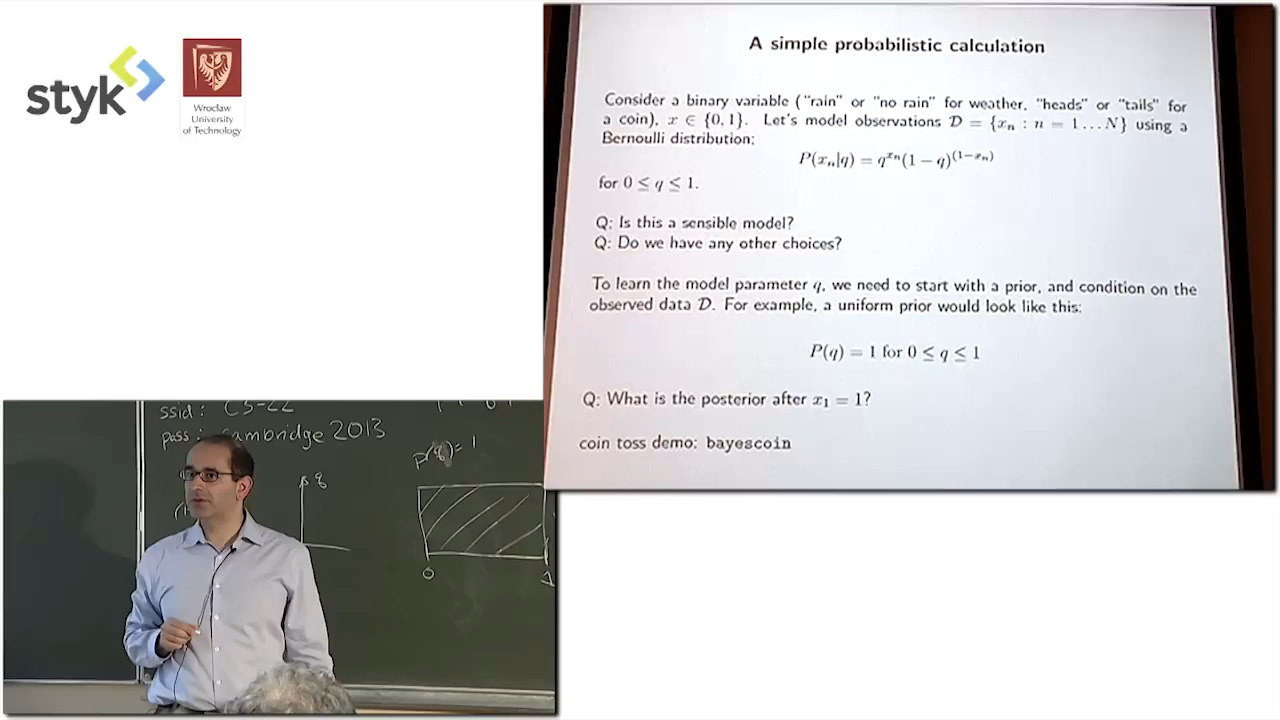 styk
Wrocław
University
of Technology
A simple probabilistic calculation
Consider a binary variable ("rain" or "no rain" for weather, "heads" or "tails" for
a coin), x ∈ {0, 1}. Let's model observations D = {xₙ : n = 1 . . . N} using a
Bernoulli distribution:
P(xₙ|q) = q^{xₙ}(1 − q)^{(1−xₙ)}
for 0 ≤ q ≤ 1.
Q: Is this a sensible model?
Q: Do we have any other choices?
To learn the model parameter q, we need to start with a prior, and condition on the
observed data D. For example, a uniform prior would look like this:
P(q) = 1 for 0 ≤ q ≤ 1
Q: What is the posterior after x₁ = 1?
coin toss demo: bayescoin
ssid: CS-22
pass: Cambridge 2013
p(q) = 1
q
0
1